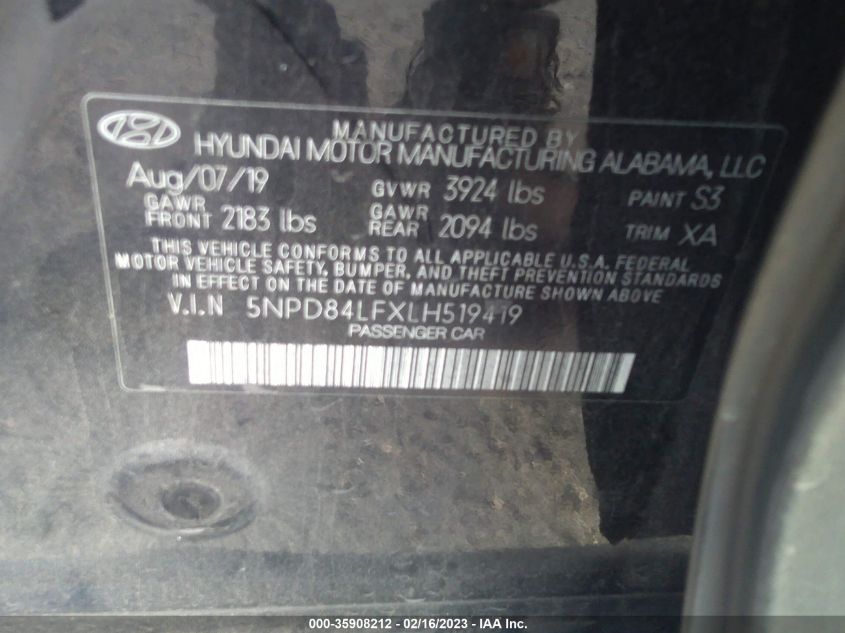 MANUFACTURED BY
HYUNDAI MOTOR MANUFACTURING ALABAMA, LLC
Aug/07/19 GVWR 3924 lbs PAINT S3
GAWR FRONT 2183 lbs GAWR REAR 2094 lbs TRIM XA
THIS VEHICLE CONFORMS TO ALL APPLICABLE U.S.A. FEDERAL
MOTOR VEHICLE SAFETY, BUMPER, AND THEFT PREVENTION STANDARDS
IN EFFECT ON THE DATE OF MANUFACTURE SHOWN ABOVE
V.I.N 5NPD84LFXLH519419
PASSENGER CAR
000-35908212 - 02/16/2023 - IAA Inc.